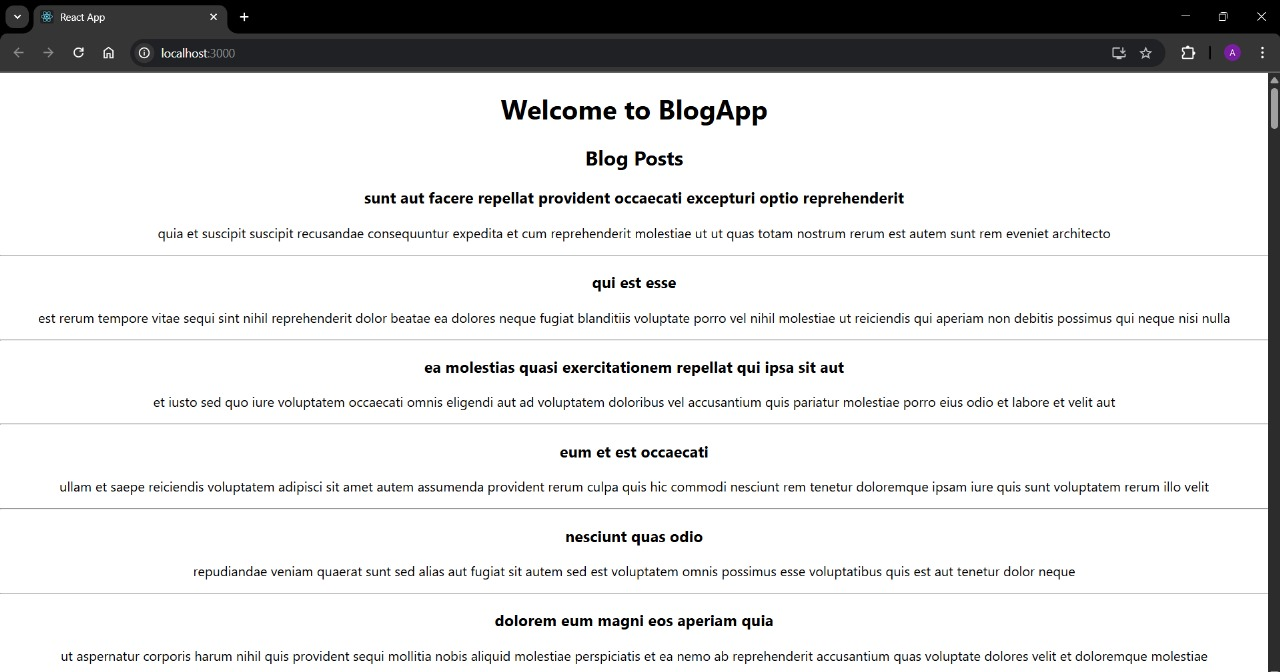 React App
localhost:3000
A
Welcome to BlogApp
Blog Posts
sunt aut facere repellat provident occaecati excepturi optio reprehenderit
quia et suscipit suscipit recusandae consequuntur expedita et cum reprehenderit molestiae ut ut quas totam nostrum rerum est autem sunt rem eveniet architecto
qui est esse
est rerum tempore vitae sequi sint nihil reprehenderit dolor beatae ea dolores neque fugiat blanditiis voluptate porro vel nihil molestiae ut reiciendis qui aperiam non debitis possimus qui neque nisi nulla
ea molestias quasi exercitationem repellat qui ipsa sit aut
et iusto sed quo iure voluptatem occaecati omnis eligendi aut ad voluptatem doloribus vel accusantium quis pariatur molestiae porro eius odio et labore et velit aut
eum et est occaecati
ullam et saepe reiciendis voluptatem adipisci sit amet autem assumenda provident rerum culpa quis hic commodi nesciunt rem tenetur doloremque ipsam iure quis sunt voluptatem rerum illo velit
nesciunt quas odio
repudiandae veniam quaerat sunt sed alias aut fugiat sit autem sed est voluptatem omnis possimus esse voluptatibus quis est aut tenetur dolor neque
dolorem eum magni eos aperiam quia
ut aspernatur corporis harum nihil quis provident sequi mollitia nobis aliquid molestiae perspiciatis et ea nemo ab reprehenderit accusantium quas voluptate dolores velit et doloremque molestiae